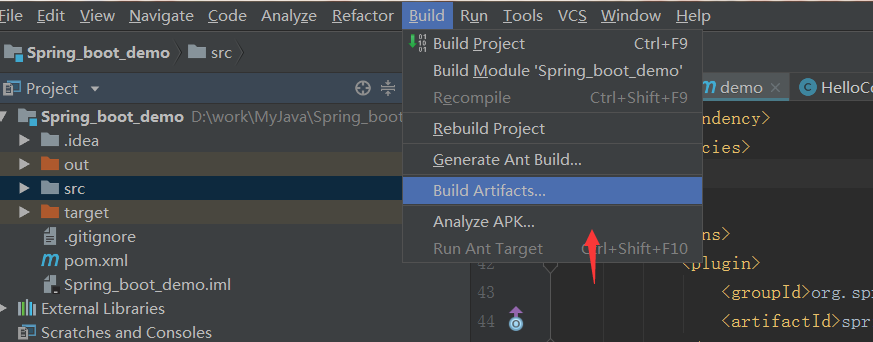 File Edit View Navigate Code Analyze Refactor Build Run Tools VCS Window Help
Spring_boot_demo src
Build Project Ctrl+F9
Build Module 'Spring_boot_demo'
Recompile Ctrl+Shift+F9
Rebuild Project
Generate Ant Build...
Build Artifacts...
Analyze APK...
Run Ant Target Ctrl+Shift+F10
Project
Spring_boot_demo D:\work\MyJava\Spring_boo
.idea
out
src
target
.gitignore
pom.xml
Spring_boot_demo.iml
External Libraries
Scratches and Consoles
demo HelloCo
ndency>
cies>
ns>
42 <plugin>
43 <groupId>org.sp
44 <artifactId>spr